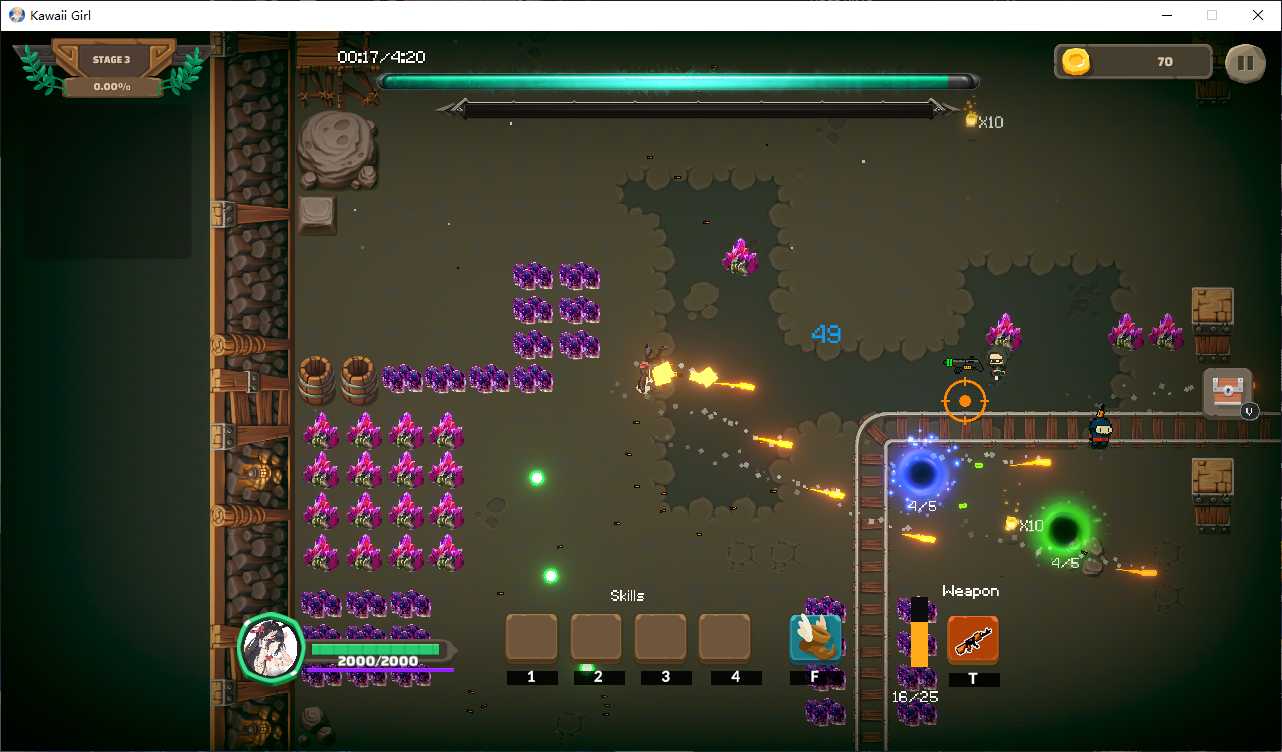 Kawaii Girl
STAGE 3
0.00%
00:17/4:20
70
X10
49
V
4/5
X10
4/5
Skills
Weapon
2000/2000
1
2
3
4
F
T
16/25